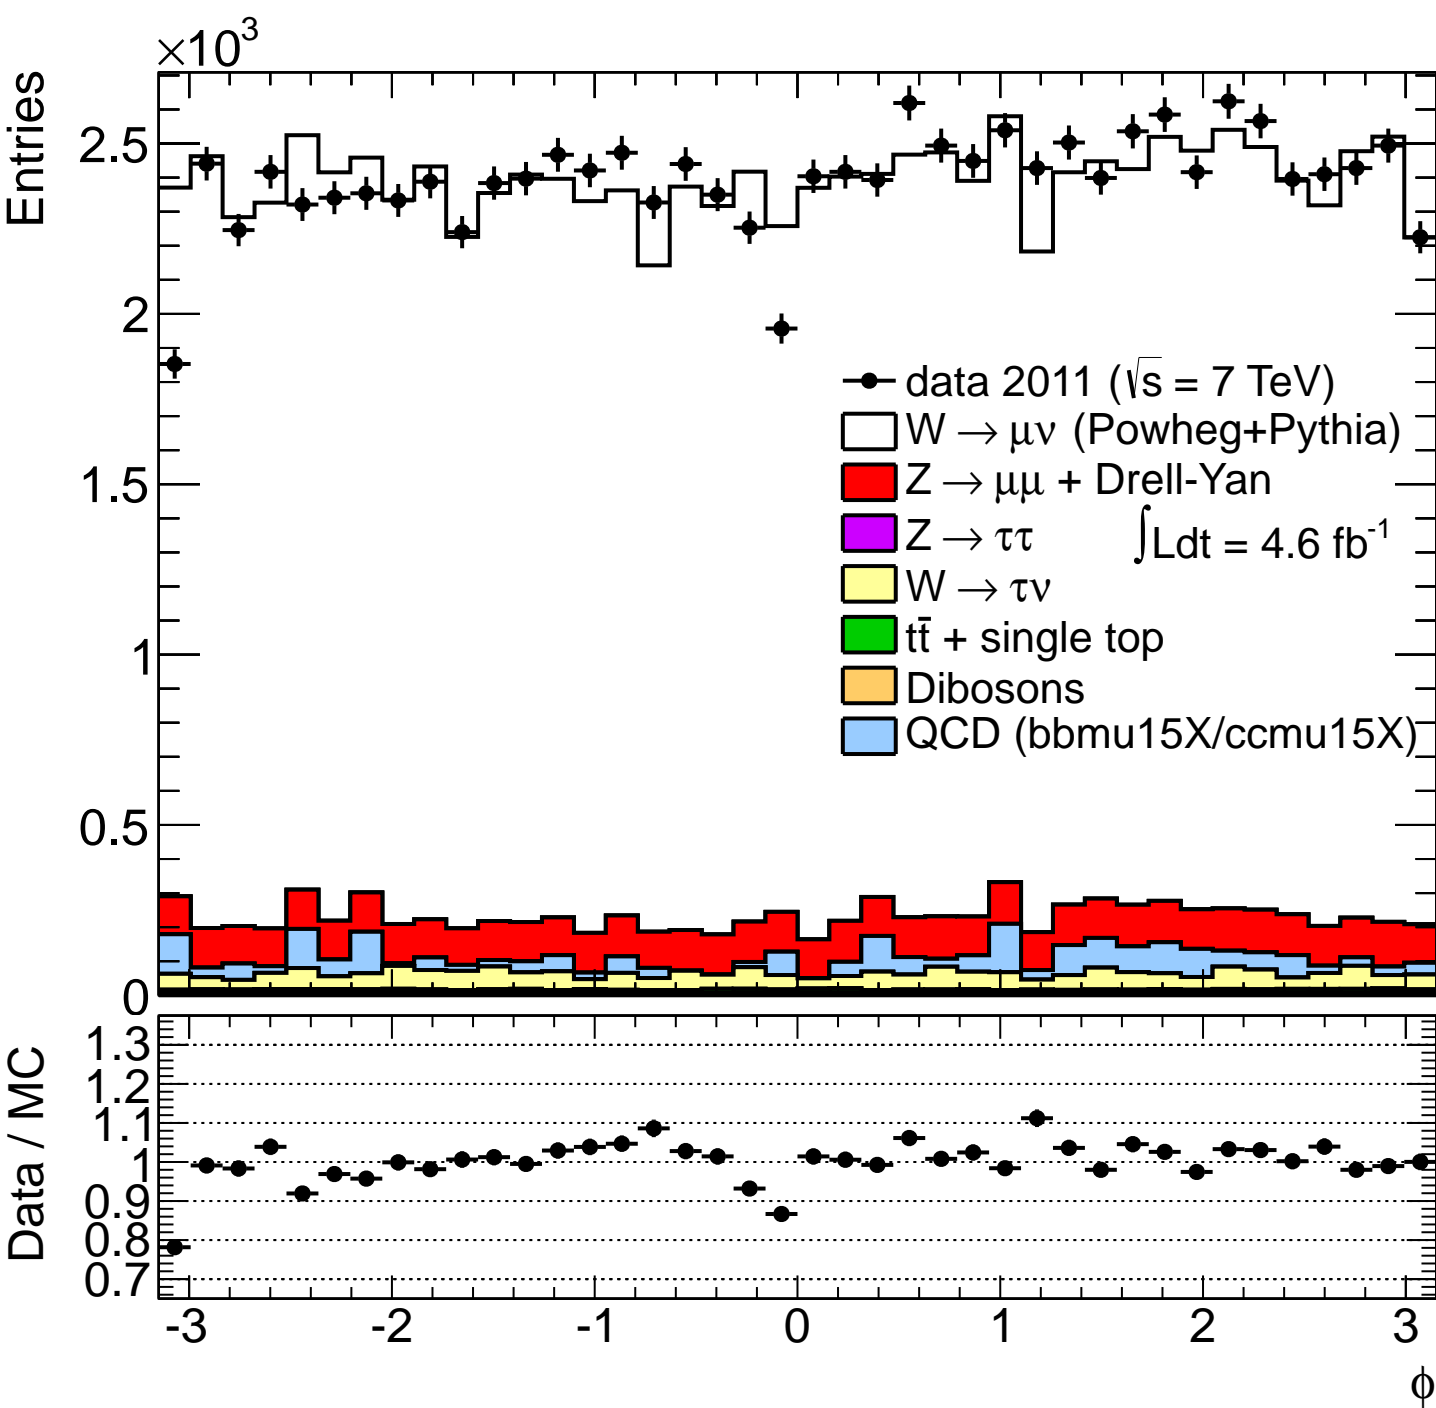 ×10³
Entries
2.5
2
1.5
1
0.5
0
data 2011 (√s = 7 TeV)
W → μν (Powheg+Pythia)
Z → μμ + Drell-Yan
Z → ττ
∫Ldt = 4.6 fb⁻¹
W → τν
tt̄ + single top
Dibosons
QCD (bbmu15X/ccmu15X)
Data / MC
1.3
1.2
1.1
1
0.9
0.8
0.7
-3 -2 -1 0 1 2 3
ϕ